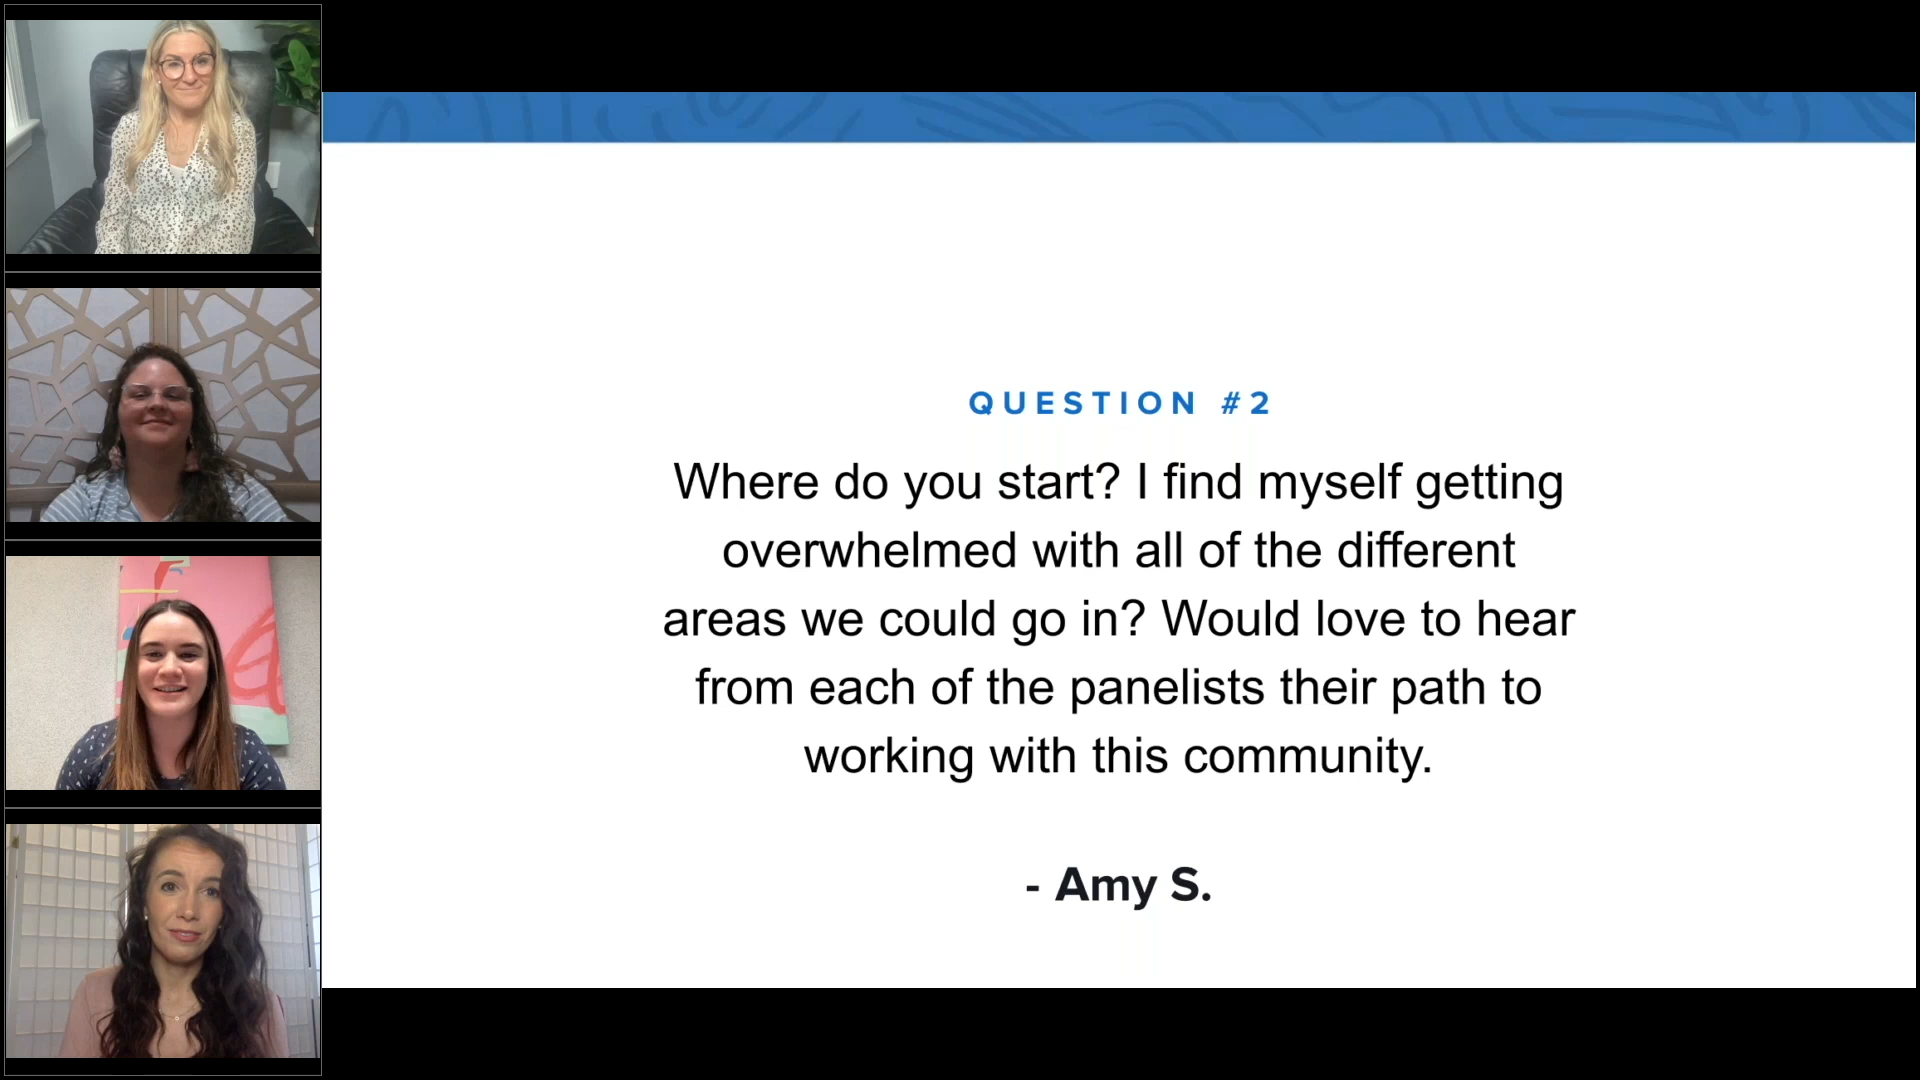 QUESTION #2
Where do you start? I find myself getting
overwhelmed with all of the different
areas we could go in? Would love to hear
from each of the panelists their path to
working with this community.
- Amy S.